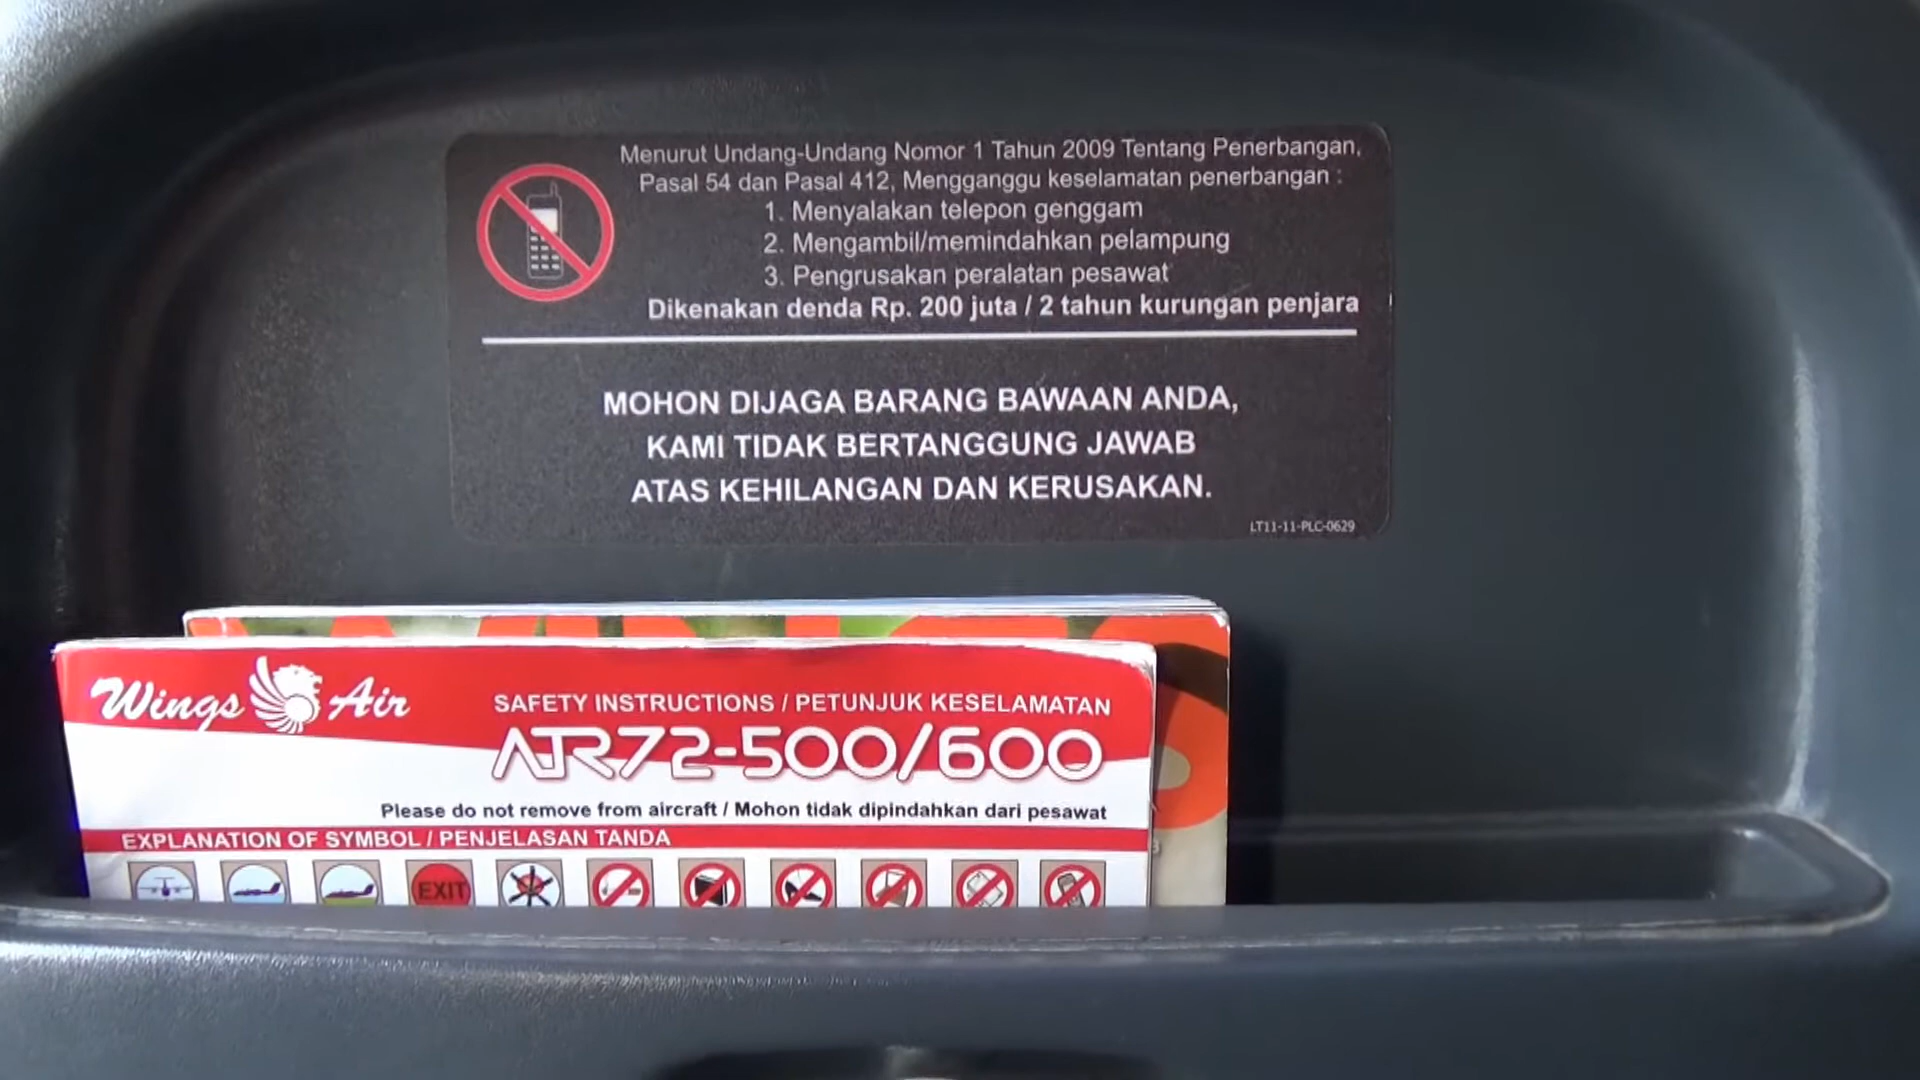 Menurut Undang-Undang Nomor 1 Tahun 2009 Tentang Penerbangan,
Pasal 54 dan Pasal 412, Mengganggu keselamatan penerbangan :
1. Menyalakan telepon genggam
2. Mengambil/memindahkan pelampung
3. Pengrusakan peralatan pesawat
Dikenakan denda Rp. 200 juta / 2 tahun kurungan penjara
MOHON DIJAGA BARANG BAWAAN ANDA,
KAMI TIDAK BERTANGGUNG JAWAB
ATAS KEHILANGAN DAN KERUSAKAN.
LT11-11-PLC-0629
Wings Air
SAFETY INSTRUCTIONS / PETUNJUK KESELAMATAN
ATR72-500/600
Please do not remove from aircraft / Mohon tidak dipindahkan dari pesawat
EXPLANATION OF SYMBOL / PENJELASAN TANDA
EXIT